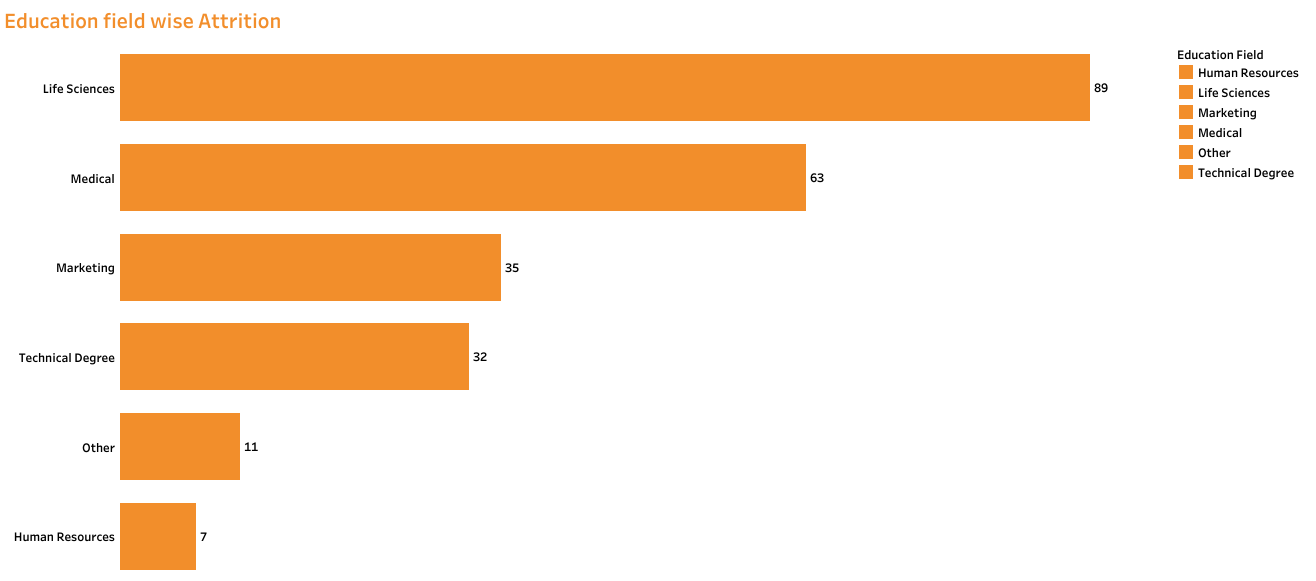 Education field wise Attrition
Life Sciences 89
Medical 63
Marketing 35
Technical Degree 32
Other 11
Human Resources 7
Education Field
Human Resources
Life Sciences
Marketing
Medical
Other
Technical Degree